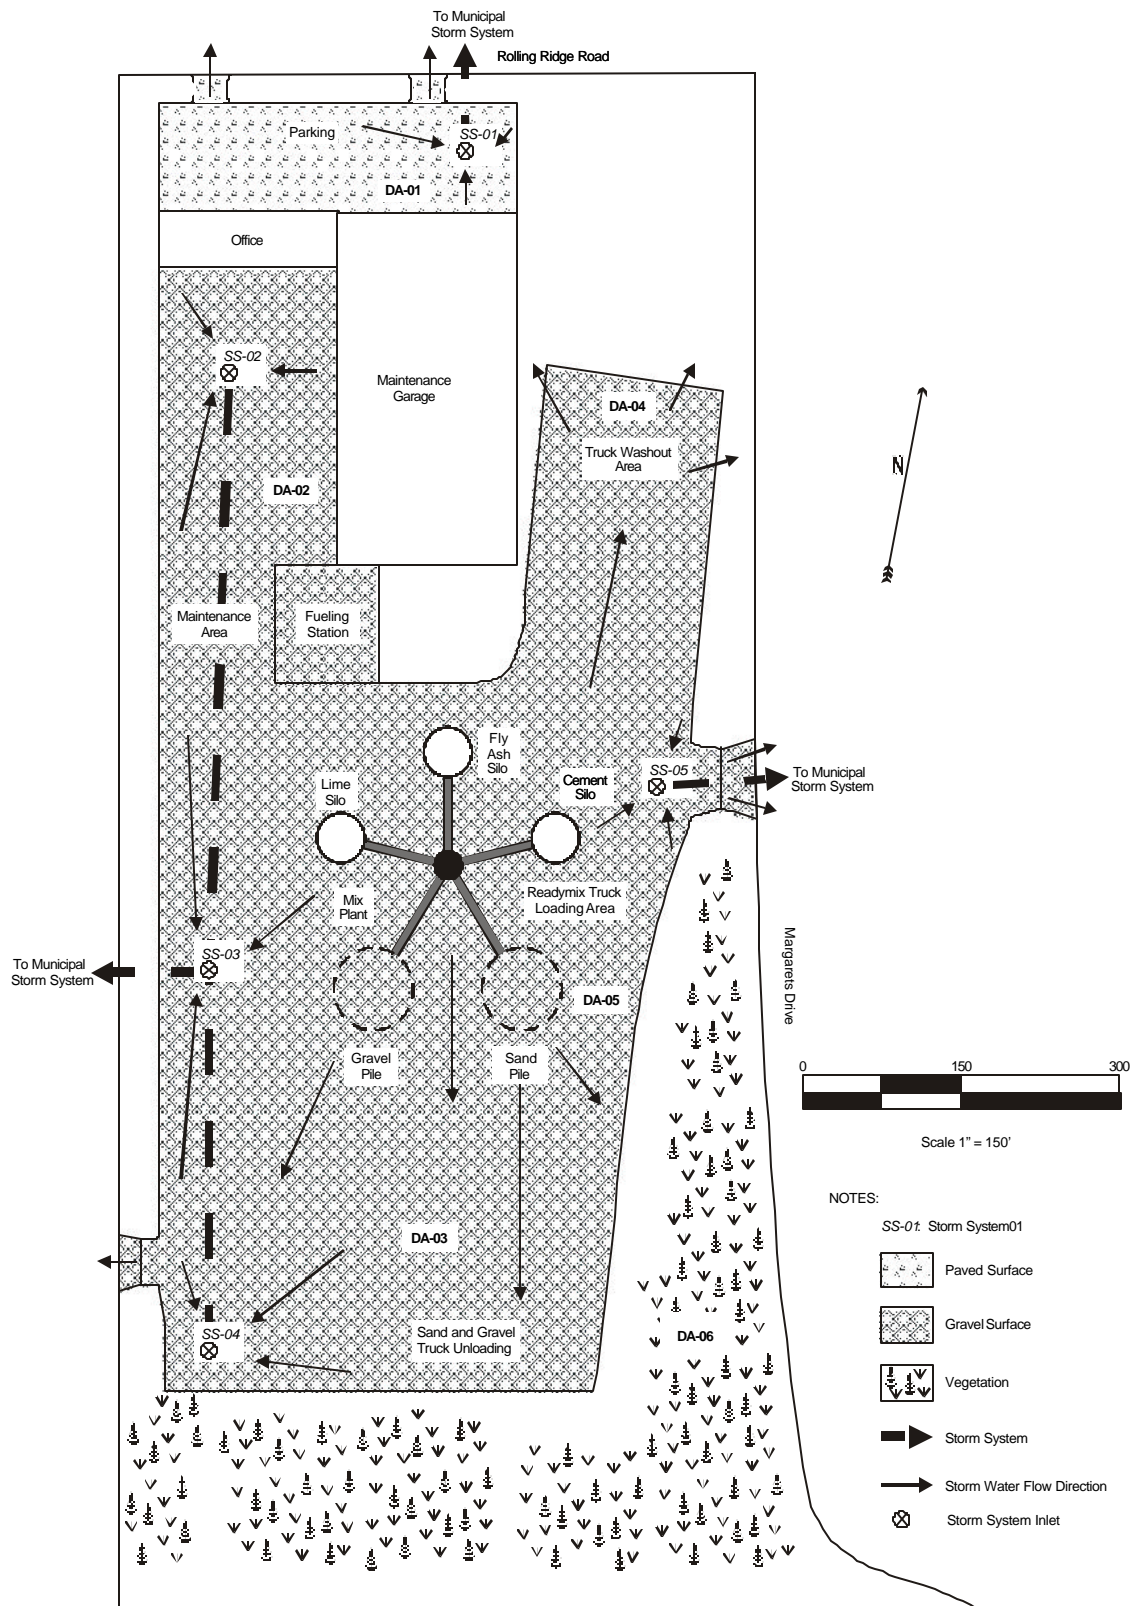 To Municipal
Storm System
Rolling Ridge Road
Parking
SS-01
DA-01
Office
SS-02
Maintenance
Garage
DA-04
Truck Washout
Area
N
DA-02
Maintenance
Area
Fueling
Station
Fly
Ash
Silo
Lime
Silo
Cement
Silo
SS-05
To Municipal
Storm System
Mix
Plant
Readymix Truck
Loading Area
Margarets Drive
SS-03
To Municipal
Storm System
DA-05
Gravel
Pile
Sand
Pile
0 150 300
Scale 1" = 150'
NOTES:
SS-01: Storm System01
DA-03
Paved Surface
Gravel Surface
SS-04
Sand and Gravel
Truck Unloading
DA-06
Vegetation
Storm System
Storm Water Flow Direction
Storm System Inlet